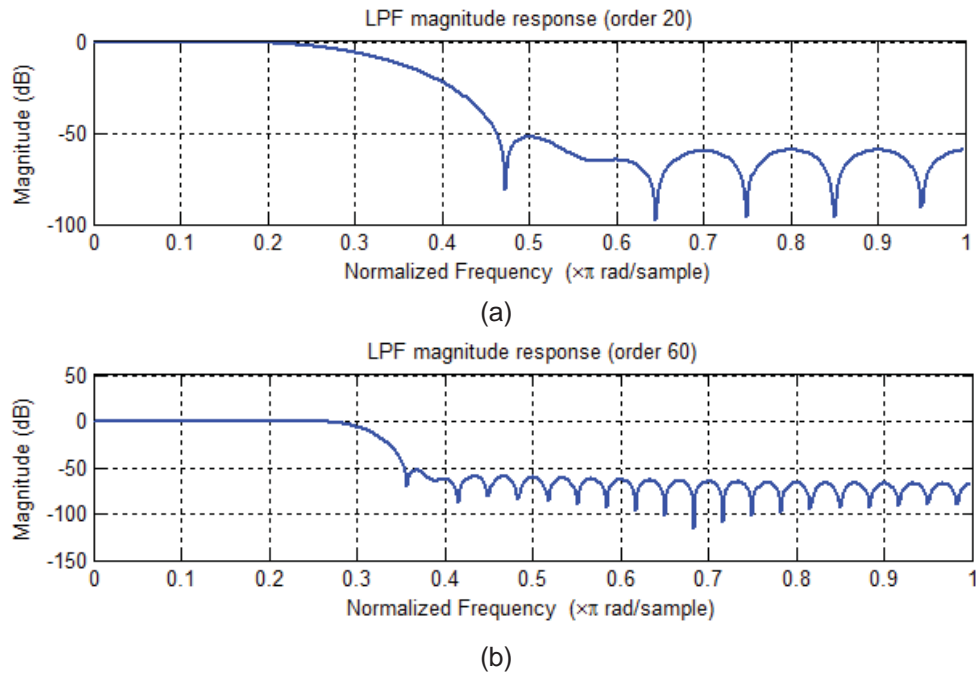 LPF magnitude response (order 20)
Magnitude (dB)
0
-50
-100
0 0.1 0.2 0.3 0.4 0.5 0.6 0.7 0.8 0.9 1
Normalized Frequency (×π rad/sample)
(a)
LPF magnitude response (order 60)
Magnitude (dB)
50
0
-50
-100
-150
0 0.1 0.2 0.3 0.4 0.5 0.6 0.7 0.8 0.9 1
Normalized Frequency (×π rad/sample)
(b)